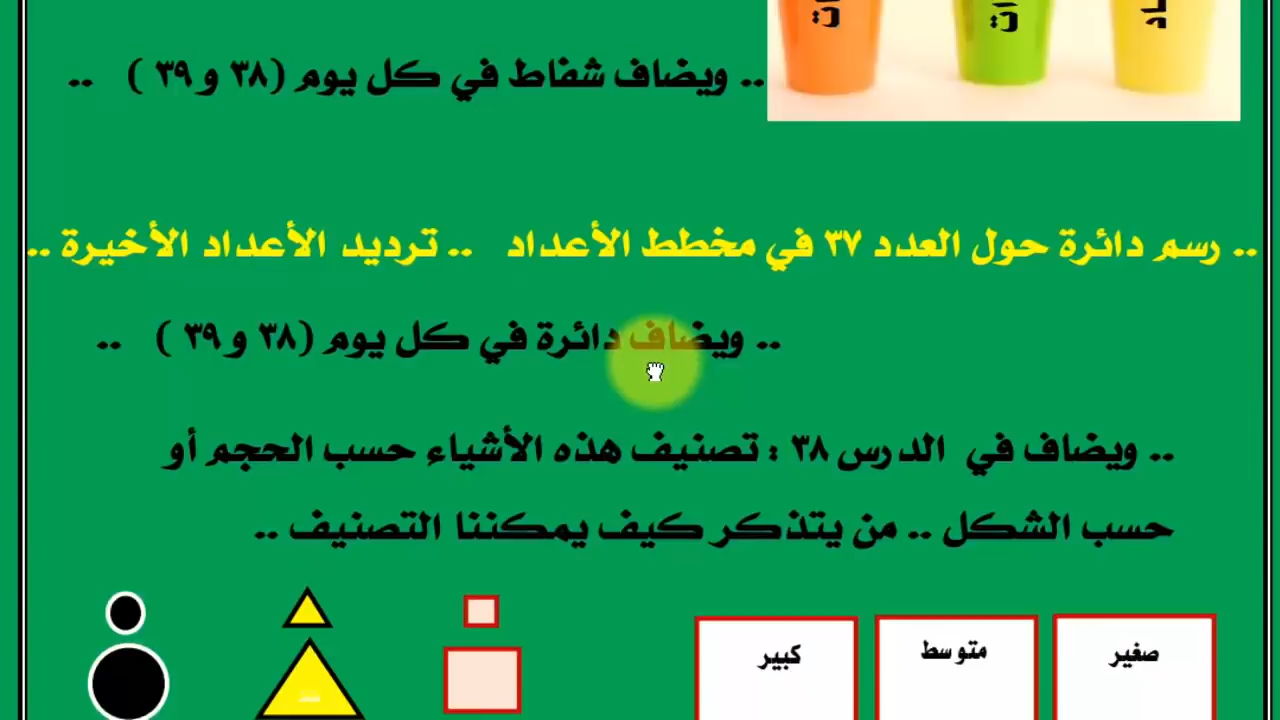 .. ويضاف شفاط في كل يوم (٣٨ و ٣٩ ) ..
.. رسم دائرة حول العدد ٣٧ في مخطط الأعداد .. ترديد الأعداد الأخيرة ..
.. ويضاف دائرة في كل يوم (٣٨ و ٣٩ ) ..
.. ويضاف في الدرس ٣٨ : تصنيف هذه الأشياء حسب الحجم أو
حسب الشكل .. من يتذكر كيف يمكننا التصنيف ..
صغير
متوسط
كبير